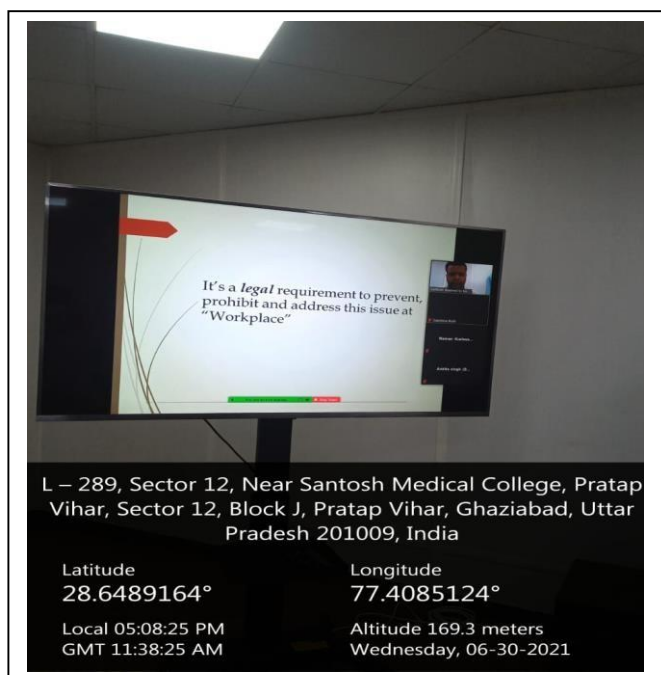 It's a legal requirement to prevent,
prohibit and address this issue at
"Workplace"
L – 289, Sector 12, Near Santosh Medical College, Pratap
Vihar, Sector 12, Block J, Pratap Vihar, Ghaziabad, Uttar
Pradesh 201009, India
Latitude
28.6489164°
Longitude
77.4085124°
Local 05:08:25 PM
GMT 11:38:25 AM
Altitude 169.3 meters
Wednesday, 06-30-2021